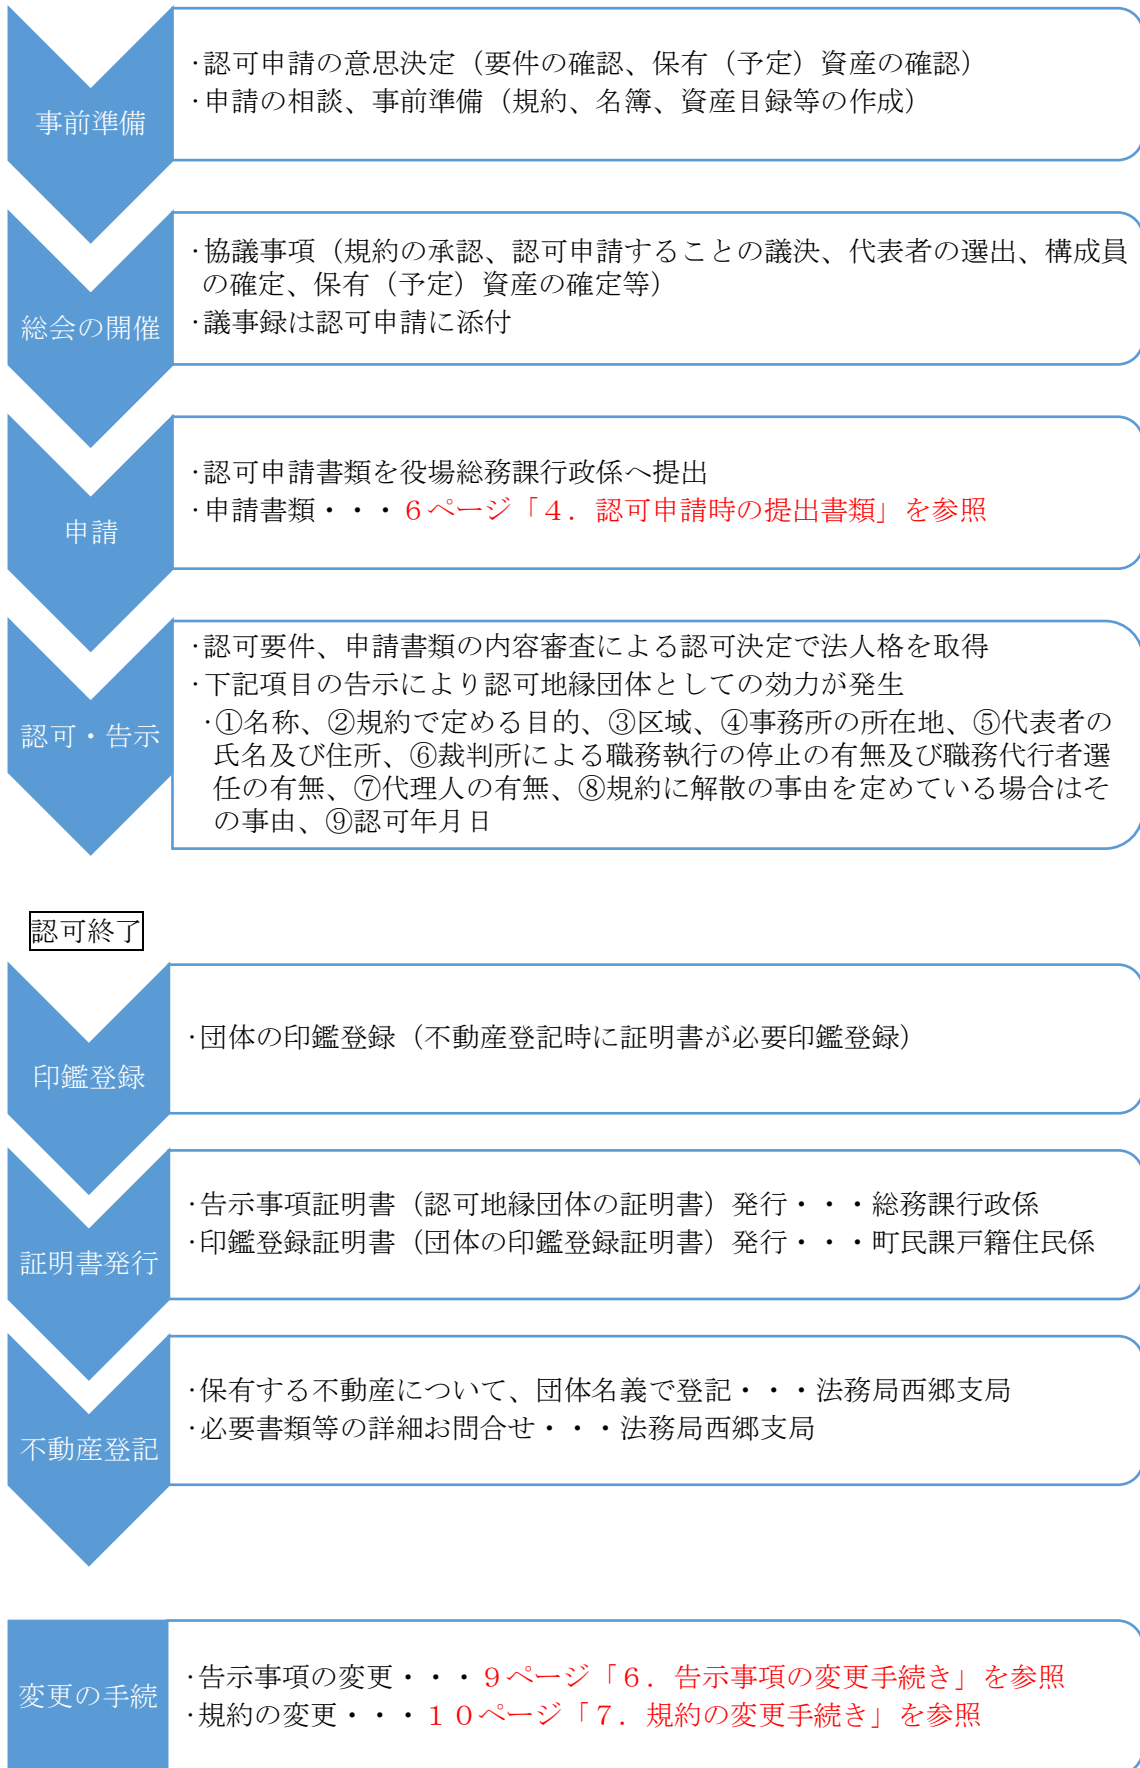 事前準備
・認可申請の意思決定（要件の確認、保有（予定）資産の確認）
・申請の相談、事前準備（規約、名簿、資産目録等の作成）
総会の開催
・協議事項（規約の承認、認可申請することの議決、代表者の選出、構成員
の確定、保有（予定）資産の確定等）
・議事録は認可申請に添付
申請
・認可申請書類を役場総務課行政係へ提出
・申請書類・・・６ページ「４．認可申請時の提出書類」を参照
認可・告示
・認可要件、申請書類の内容審査による認可決定で法人格を取得
・下記項目の告示により認可地縁団体としての効力が発生
・①名称、②規約で定める目的、③区域、④事務所の所在地、⑤代表者の
氏名及び住所、⑥裁判所による職務執行の停止の有無及び職務代行者選
任の有無、⑦代理人の有無、⑧規約に解散の事由を定めている場合はそ
の事由、⑨認可年月日
認可終了
印鑑登録
・団体の印鑑登録（不動産登記時に証明書が必要印鑑登録）
証明書発行
・告示事項証明書（認可地縁団体の証明書）発行・・・総務課行政係
・印鑑登録証明書（団体の印鑑登録証明書）発行・・・町民課戸籍住民係
不動産登記
・保有する不動産について、団体名義で登記・・・法務局西郷支局
・必要書類等の詳細お問合せ・・・法務局西郷支局
変更の手続
・告示事項の変更・・・９ページ「６．告示事項の変更手続き」を参照
・規約の変更・・・１０ページ「７．規約の変更手続き」を参照